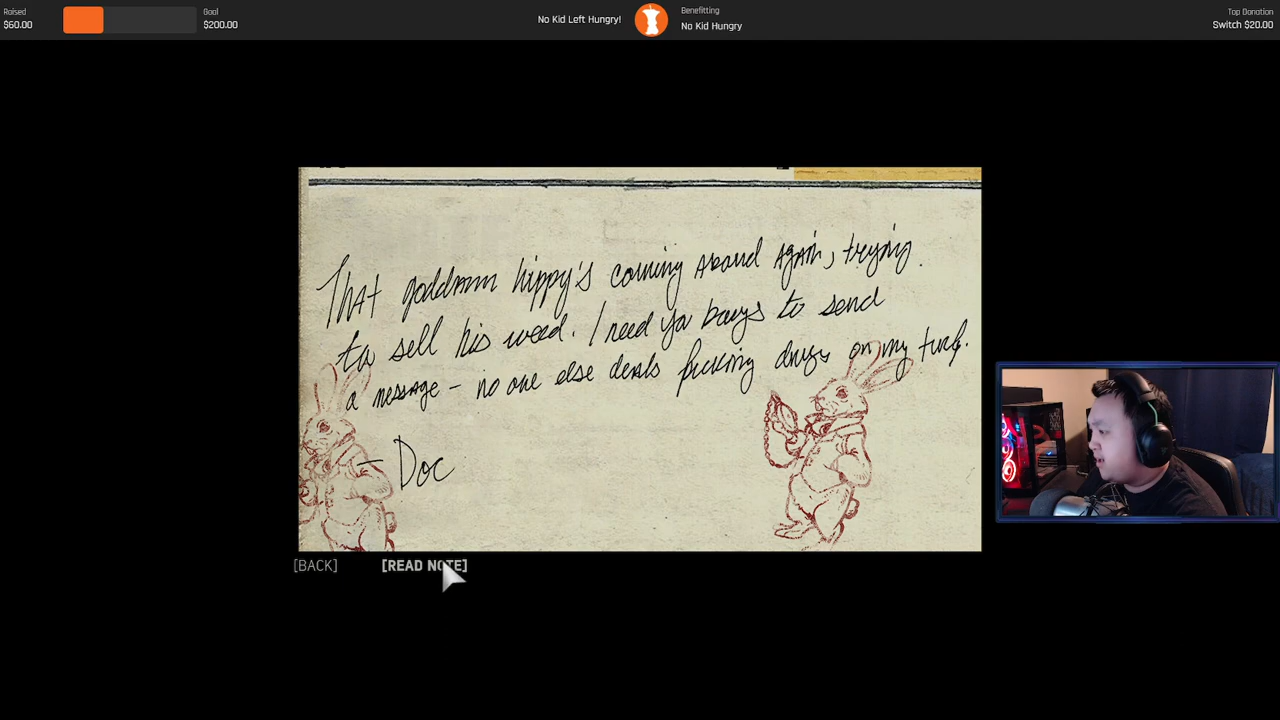 Raised
$60.00
Goal
$200.00
No Kid Left Hungry!
Benefitting
No Kid Hungry
Top Donation
Switch $20.00
That goddamn hippy's coming around again, trying
to sell his weed. I need ya boys to send
a message - no one else deals fucking drugs on my turf.
- Doc
[BACK] [READ NOTE]